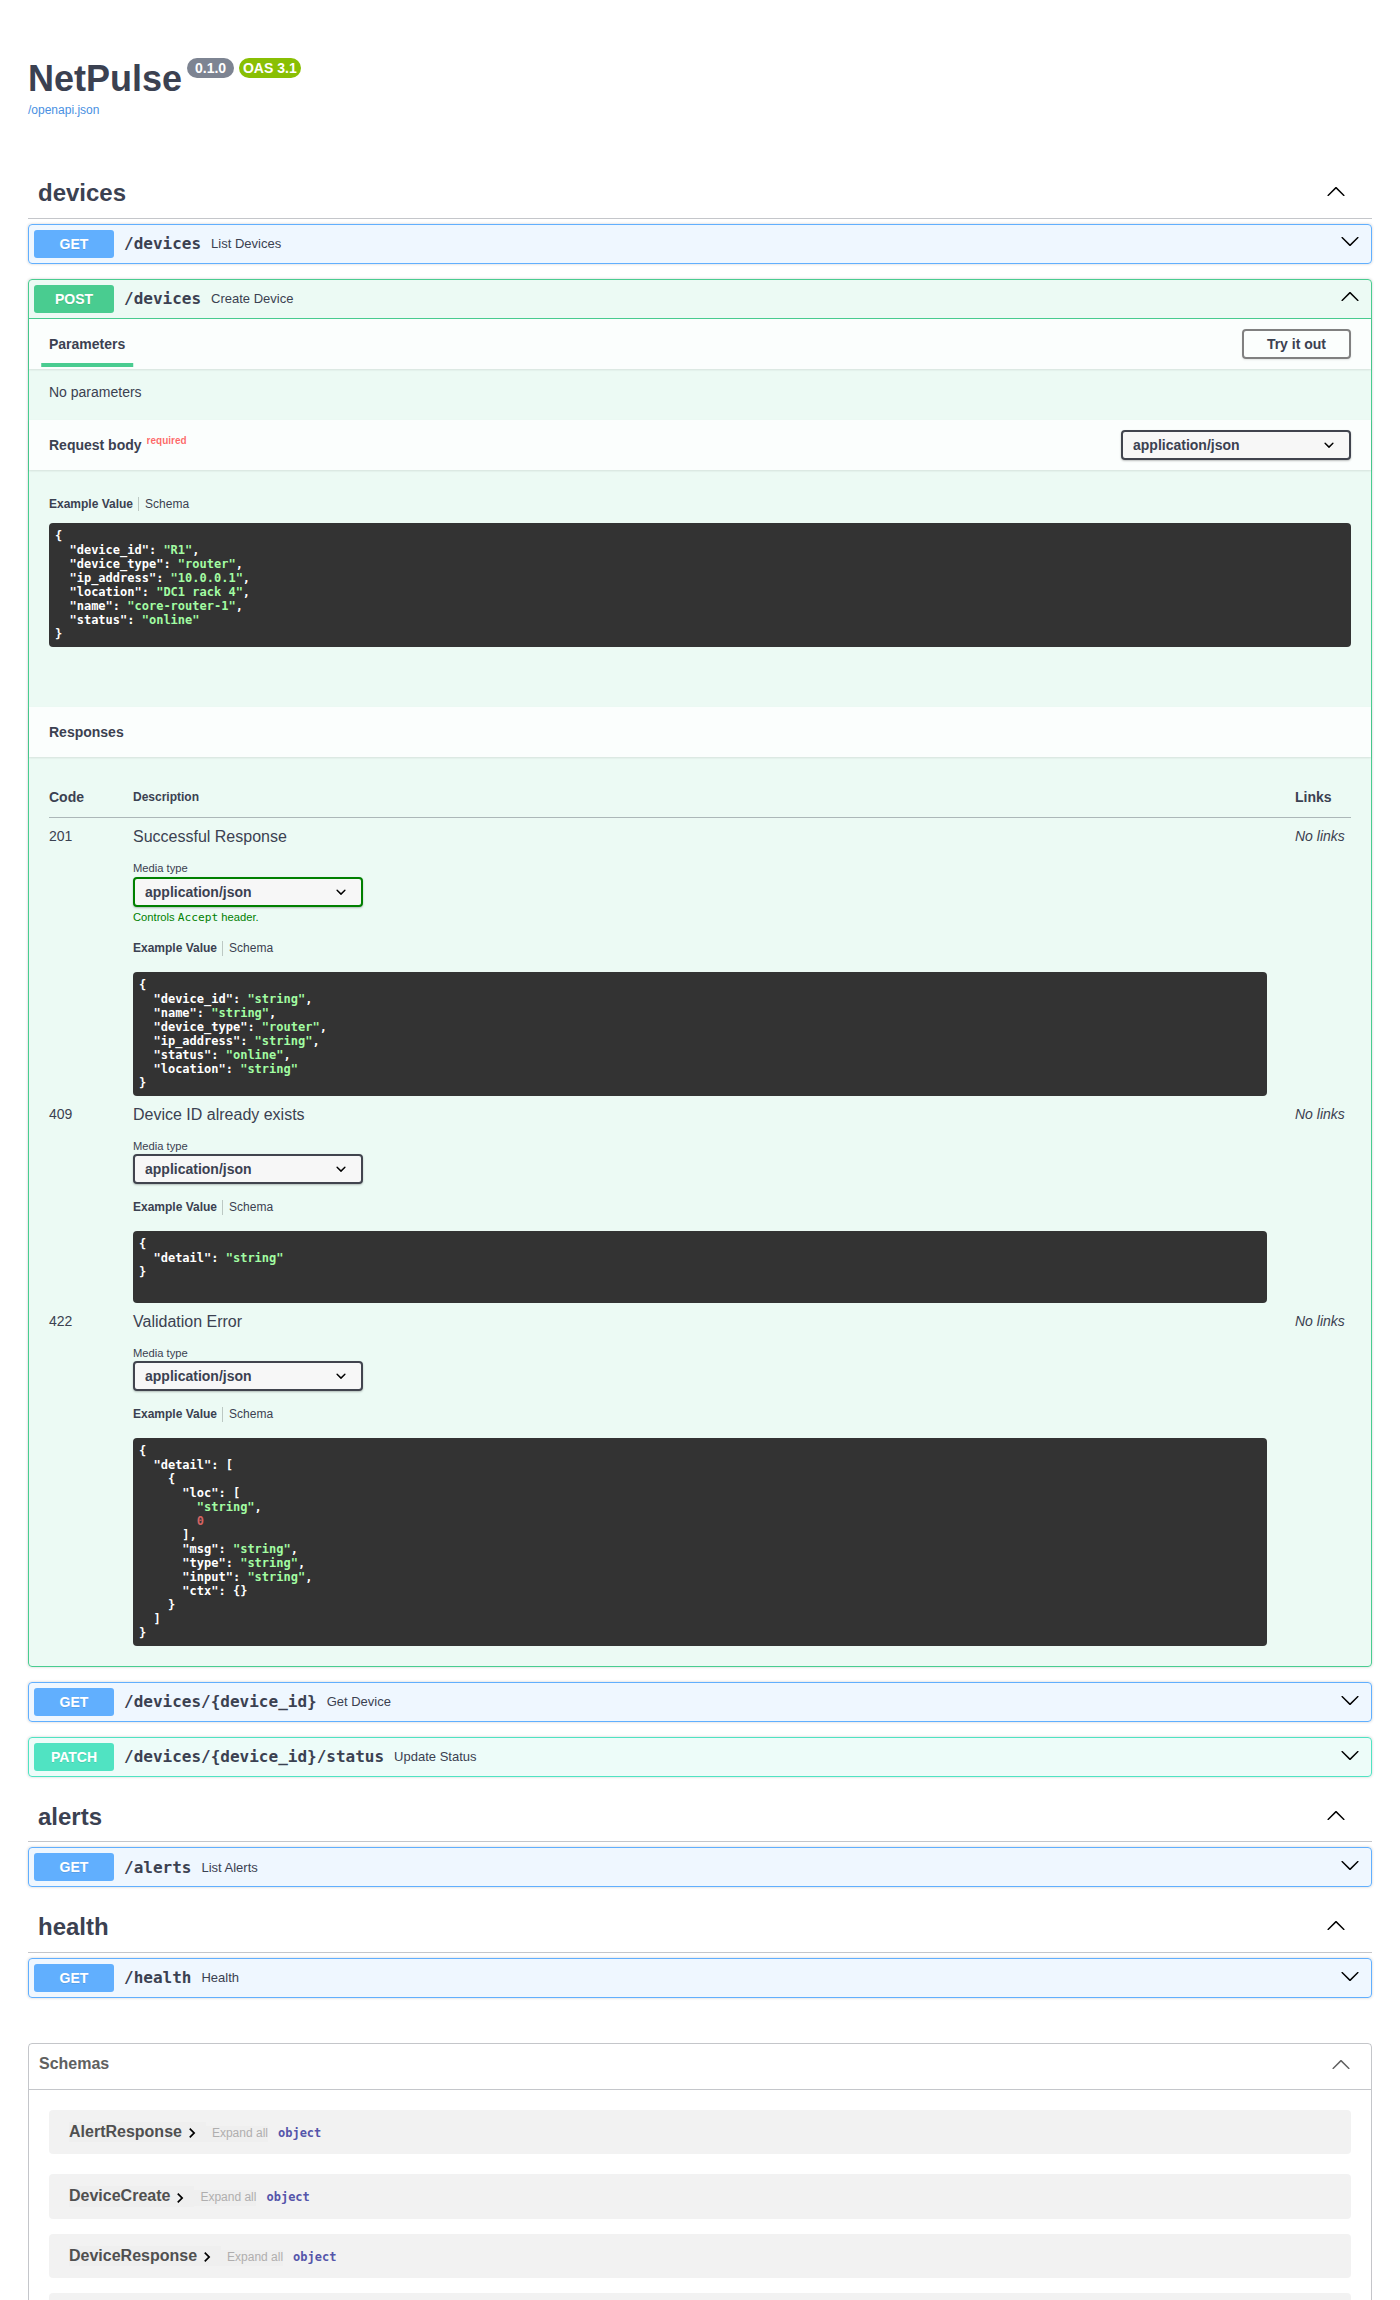 NetPulse 0.1.0 OAS 3.1
/openapi.json
devices
GET /devices List Devices
POST /devices Create Device
Parameters Try it out
No parameters
Request body required application/json
Example Value Schema
{
  "device_id": "R1",
  "device_type": "router",
  "ip_address": "10.0.0.1",
  "location": "DC1 rack 4",
  "name": "core-router-1",
  "status": "online"
}
Responses
Code Description Links
201 Successful Response No links
Media type
application/json
Controls Accept header.
Example Value Schema
{
  "device_id": "string",
  "name": "string",
  "device_type": "router",
  "ip_address": "string",
  "status": "online",
  "location": "string"
}
409 Device ID already exists No links
Media type
application/json
Example Value Schema
{
  "detail": "string"
}
422 Validation Error No links
Media type
application/json
Example Value Schema
{
  "detail": [
    {
      "loc": [
        "string",
        0
      ],
      "msg": "string",
      "type": "string",
      "input": "string",
      "ctx": {}
    }
  ]
}
GET /devices/{device_id} Get Device
PATCH /devices/{device_id}/status Update Status
alerts
GET /alerts List Alerts
health
GET /health Health
Schemas
AlertResponse Expand all object
DeviceCreate Expand all object
DeviceResponse Expand all object